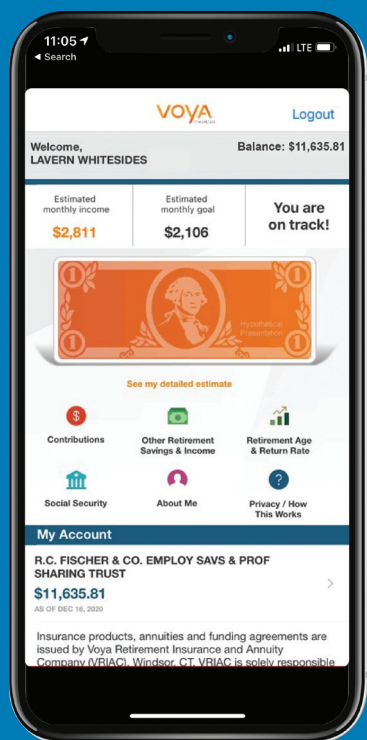 11:05
Search
LTE
VOYA
FINANCIAL
Logout
Welcome,
LAVERN WHITESIDES
Balance: $11,635.81
Estimated
monthly income
$2,811
Estimated
monthly goal
$2,106
You are
on track!
1
1
Hypothetical
Presentation
1
1
See my detailed estimate
$
Contributions
Other Retirement
Savings & Income
Retirement Age
& Return Rate
Social Security
About Me
?
Privacy / How
This Works
My Account
R.C. FISCHER & CO. EMPLOY SAVS & PROF
SHARING TRUST
$11,635.81
AS OF DEC 16, 2020
Insurance products, annuities and funding agreements are
issued by Voya Retirement Insurance and Annuity
Company (VRIAC), Windsor, CT. VRIAC is solely responsible